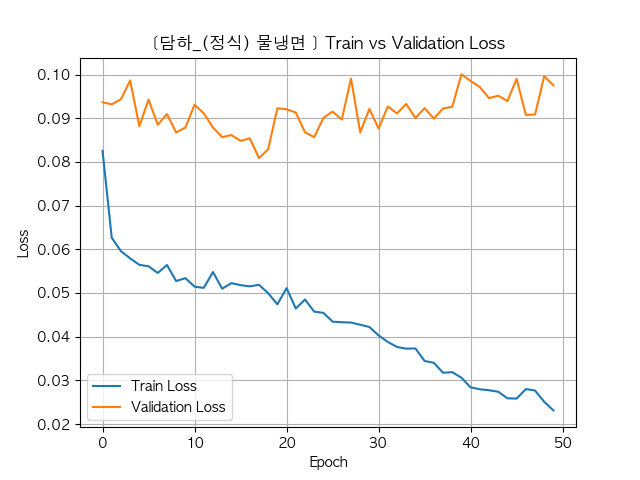 [담하_(정식) 물냉면 ] Train vs Validation Loss
0.10
0.09
0.08
0.07
0.06
0.05
0.04
0.03
0.02
Loss
Train Loss
Validation Loss
0 10 20 30 40 50
Epoch